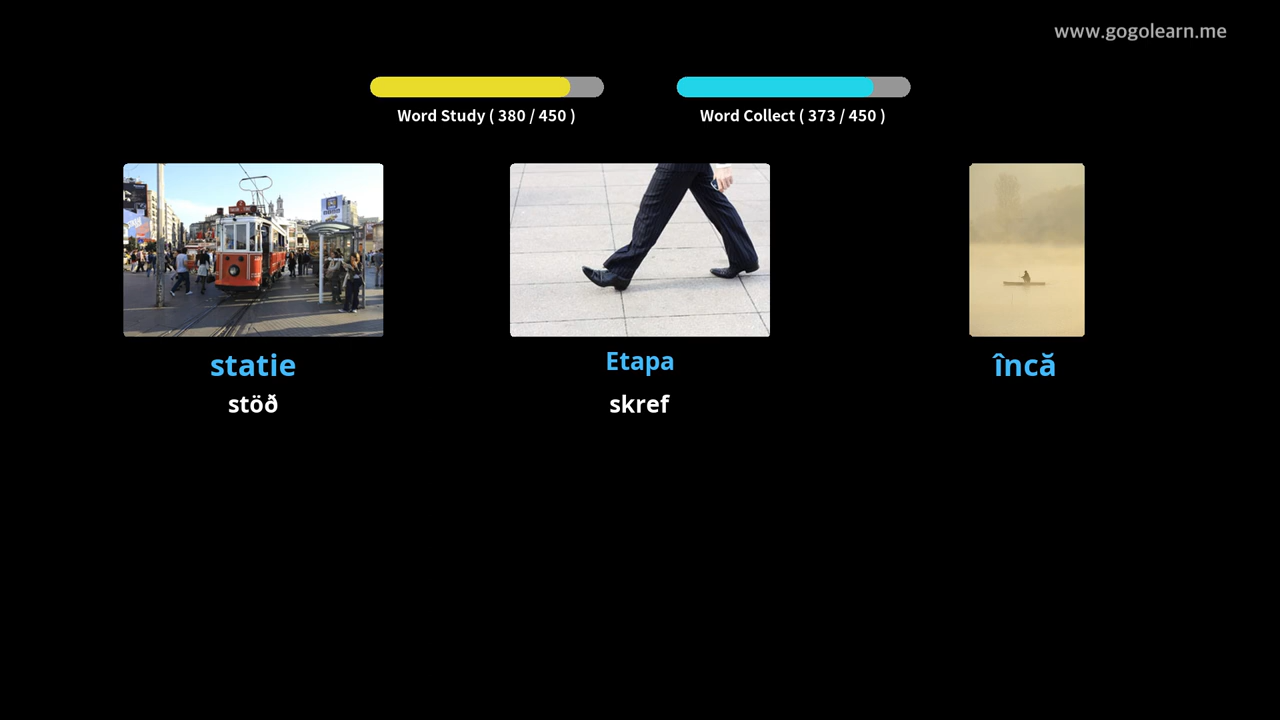 www.gogolearn.me
Word Study ( 380 / 450 )
Word Collect ( 373 / 450 )
statie
Etapa
încă
stöð
skref